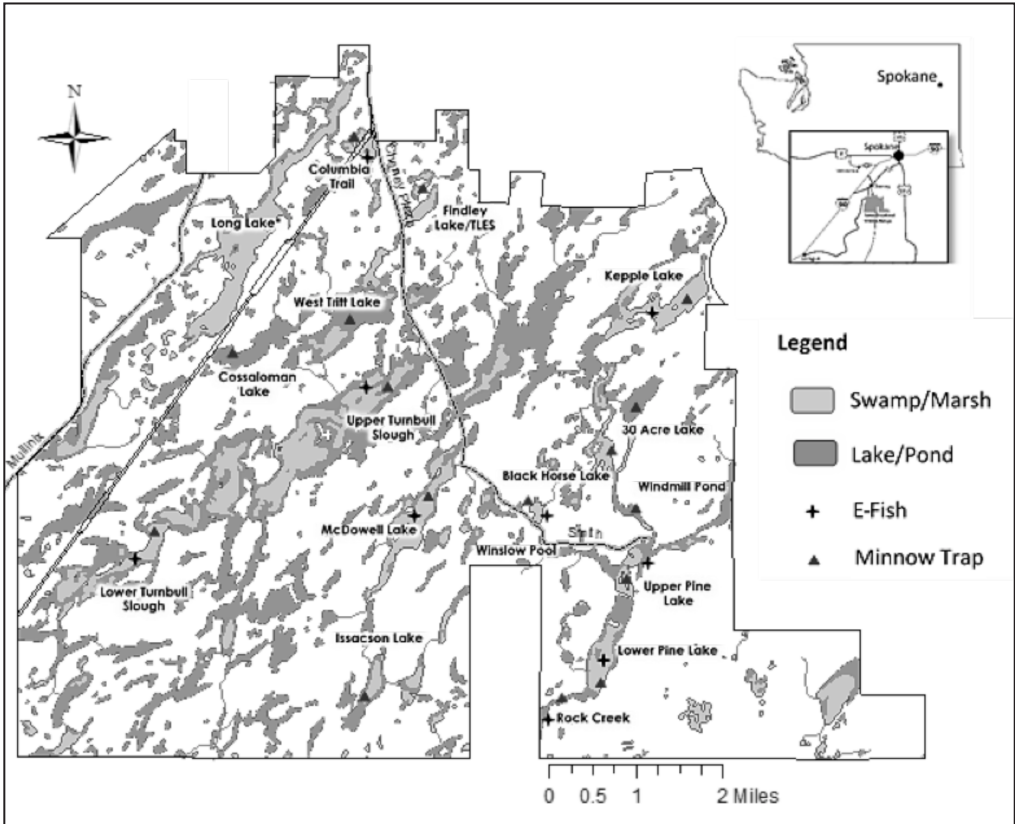 N
Spokane
Spokane
Columbia
Trail
Cheney Plaza
Findley
Lake/TLES
Long Lake*
Kepple Lake
West Tritt Lake
Legend
Cossaloman
Lake
Swamp/Marsh
Upper Turnbull
Slough
30 Acre Lake
Mullinix
Lake/Pond
Black Horse Lake
Windmill Pond
E-Fish
McDowell Lake
Smith
Winslow Pool
Minnow Trap
Lower Turnbull
Slough
Upper Pine
Lake
Issacson Lake
Lower Pine Lake
Rock Creek
0 0.5 1 2 Miles